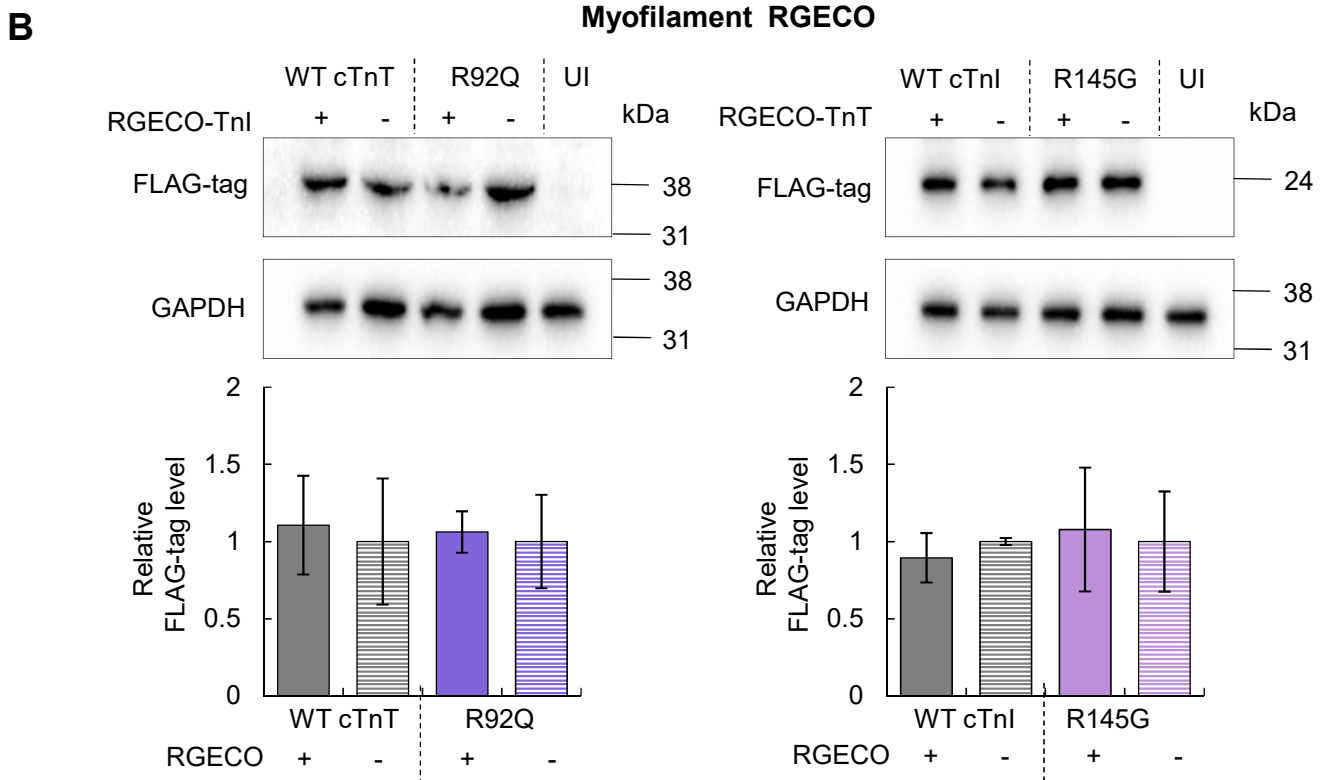 B
Myofilament RGECO
WT cTnT R92Q UI
RGECO-TnI + - + - kDa
FLAG-tag
38
31
GAPDH
38
31
2
1.5
1
0.5
0
Relative
FLAG-tag level
WT cTnT R92Q
RGECO + - + -
WT cTnI R145G UI
RGECO-TnT + - + - kDa
FLAG-tag
24
GAPDH
38
31
2
1.5
1
0.5
0
Relative
FLAG-tag level
WT cTnI R145G
RGECO + - + -